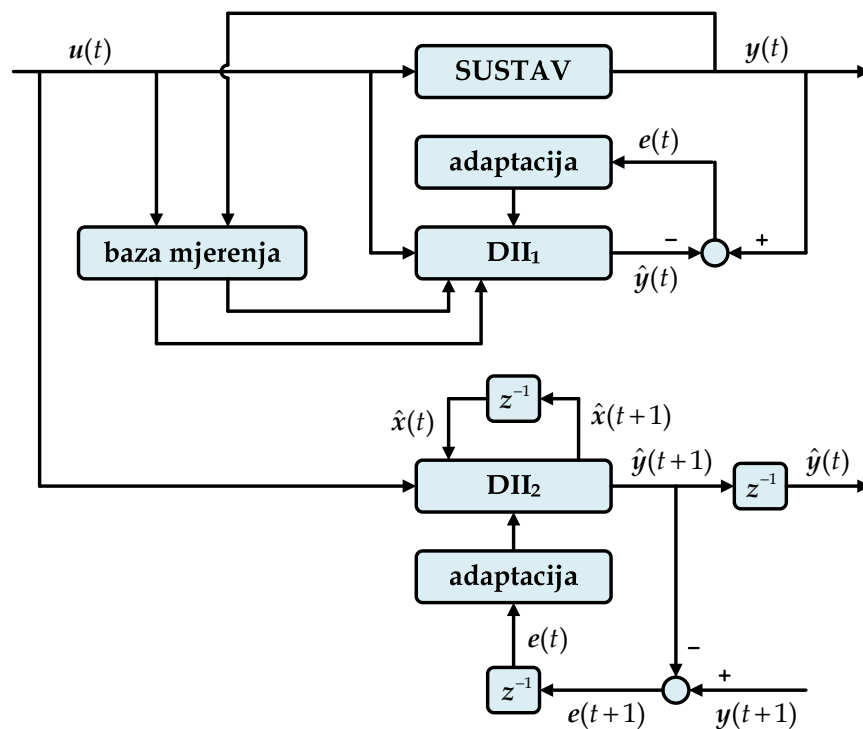 u(t)
SUSTAV
y(t)
adaptacija
e(t)
baza mjerenja
DII₁
−
+
ŷ(t)
z⁻¹
x̂(t)
x̂(t+1)
DII₂
ŷ(t+1)
z⁻¹
ŷ(t)
adaptacija
e(t)
−
+
z⁻¹
e(t+1)
y(t+1)